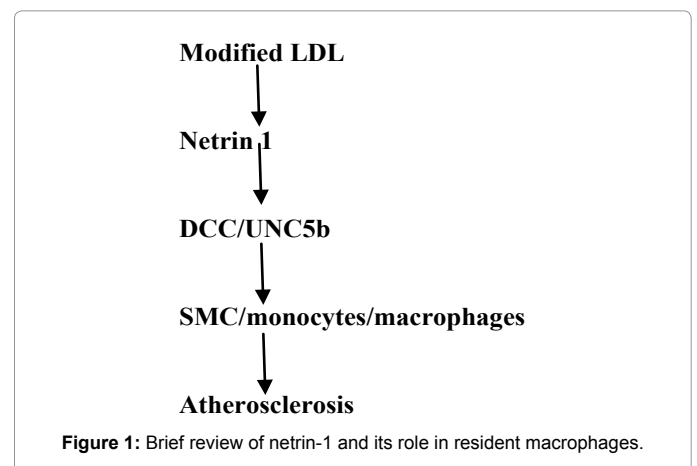 Modified LDL
Netrin 1
DCC/UNC5b
SMC/monocytes/macrophages
Atherosclerosis
Figure 1: Brief review of netrin-1 and its role in resident macrophages.